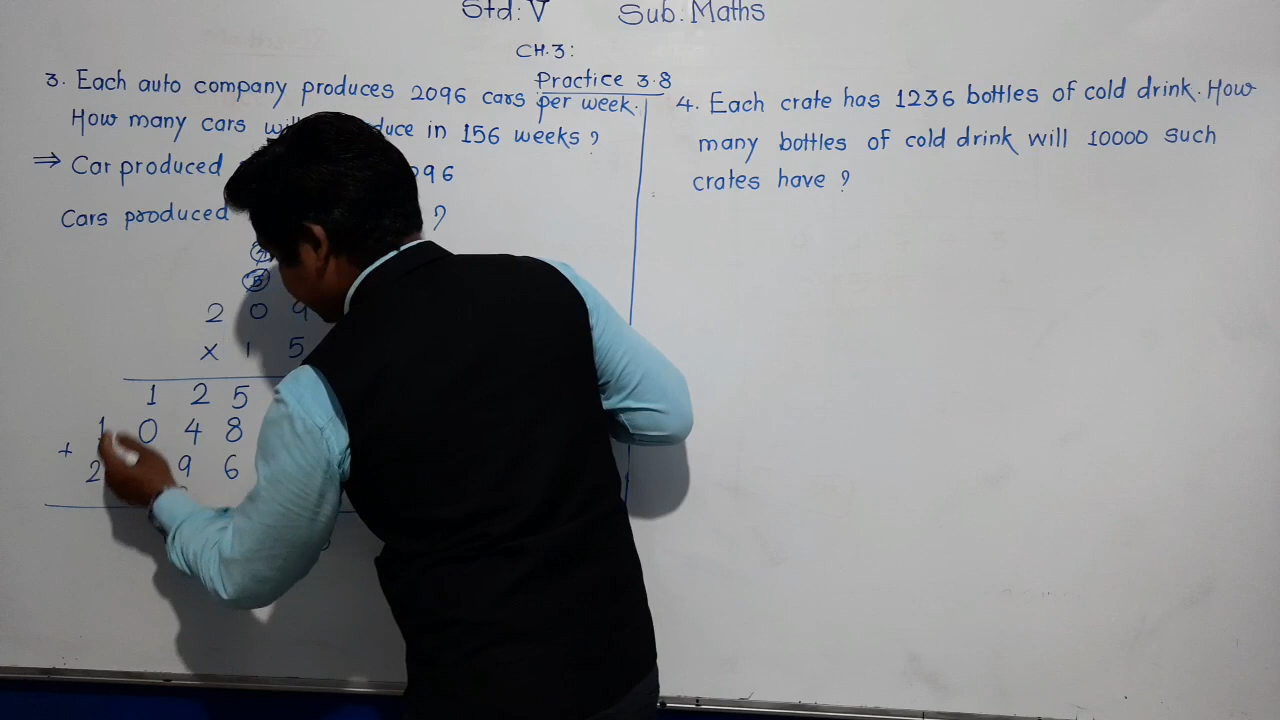 Std: V Sub: Maths
CH.3:
Practice 3.8
3. Each auto company produces 2096 cars per week.
How many cars will produce in 156 weeks ?
⇒ Car produced 096
Cars produced ?
2 0 9
× 1 5
1 2 5
1 0 4 8
+ 2 9 6
4. Each crate has 1236 bottles of cold drink. How
many bottles of cold drink will 10000 such
crates have ?